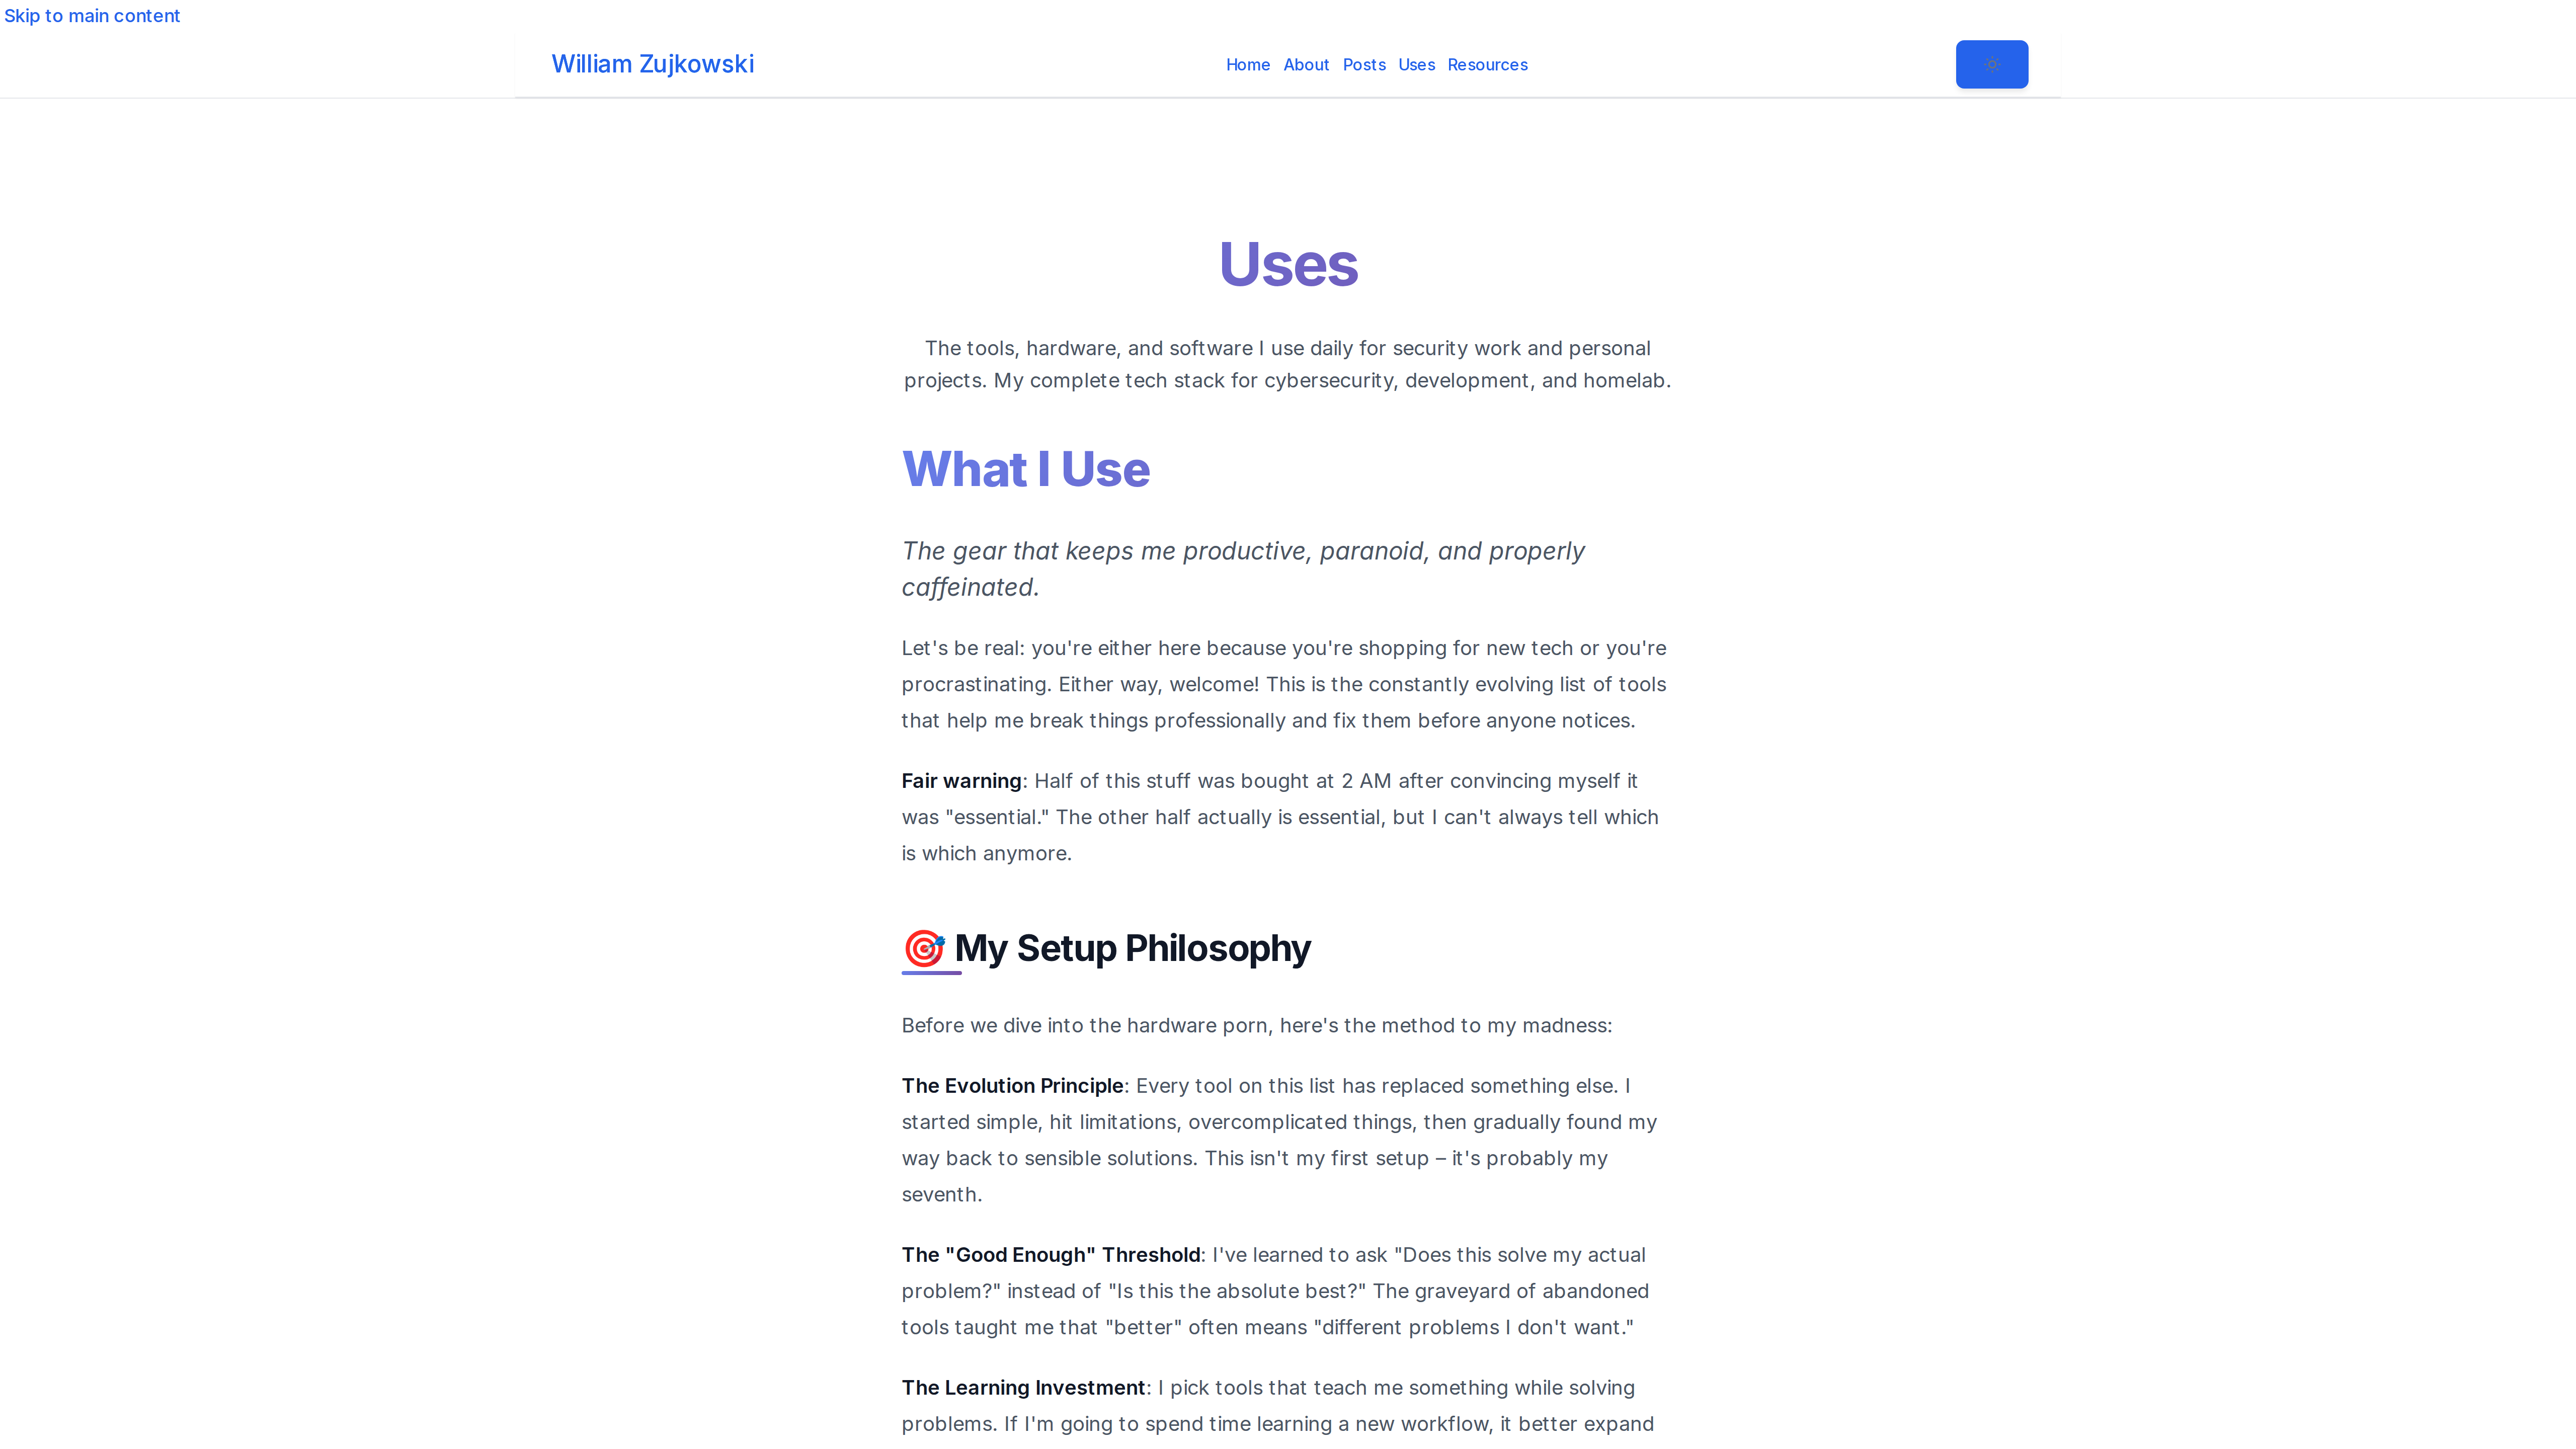 Skip to main content
William Zujkowski
Home About Posts Uses Resources
Uses
The tools, hardware, and software I use daily for security work and personal
projects. My complete tech stack for cybersecurity, development, and homelab.
What I Use
The gear that keeps me productive, paranoid, and properly
caffeinated.
Let's be real: you're either here because you're shopping for new tech or you're
procrastinating. Either way, welcome! This is the constantly evolving list of tools
that help me break things professionally and fix them before anyone notices.
Fair warning: Half of this stuff was bought at 2 AM after convincing myself it
was "essential." The other half actually is essential, but I can't always tell which
is which anymore.
🎯 My Setup Philosophy
Before we dive into the hardware porn, here's the method to my madness:
The Evolution Principle: Every tool on this list has replaced something else. I
started simple, hit limitations, overcomplicated things, then gradually found my
way back to sensible solutions. This isn't my first setup – it's probably my
seventh.
The "Good Enough" Threshold: I've learned to ask "Does this solve my actual
problem?" instead of "Is this the absolute best?" The graveyard of abandoned
tools taught me that "better" often means "different problems I don't want."
The Learning Investment: I pick tools that teach me something while solving
problems. If I'm going to spend time learning a new workflow, it better expand